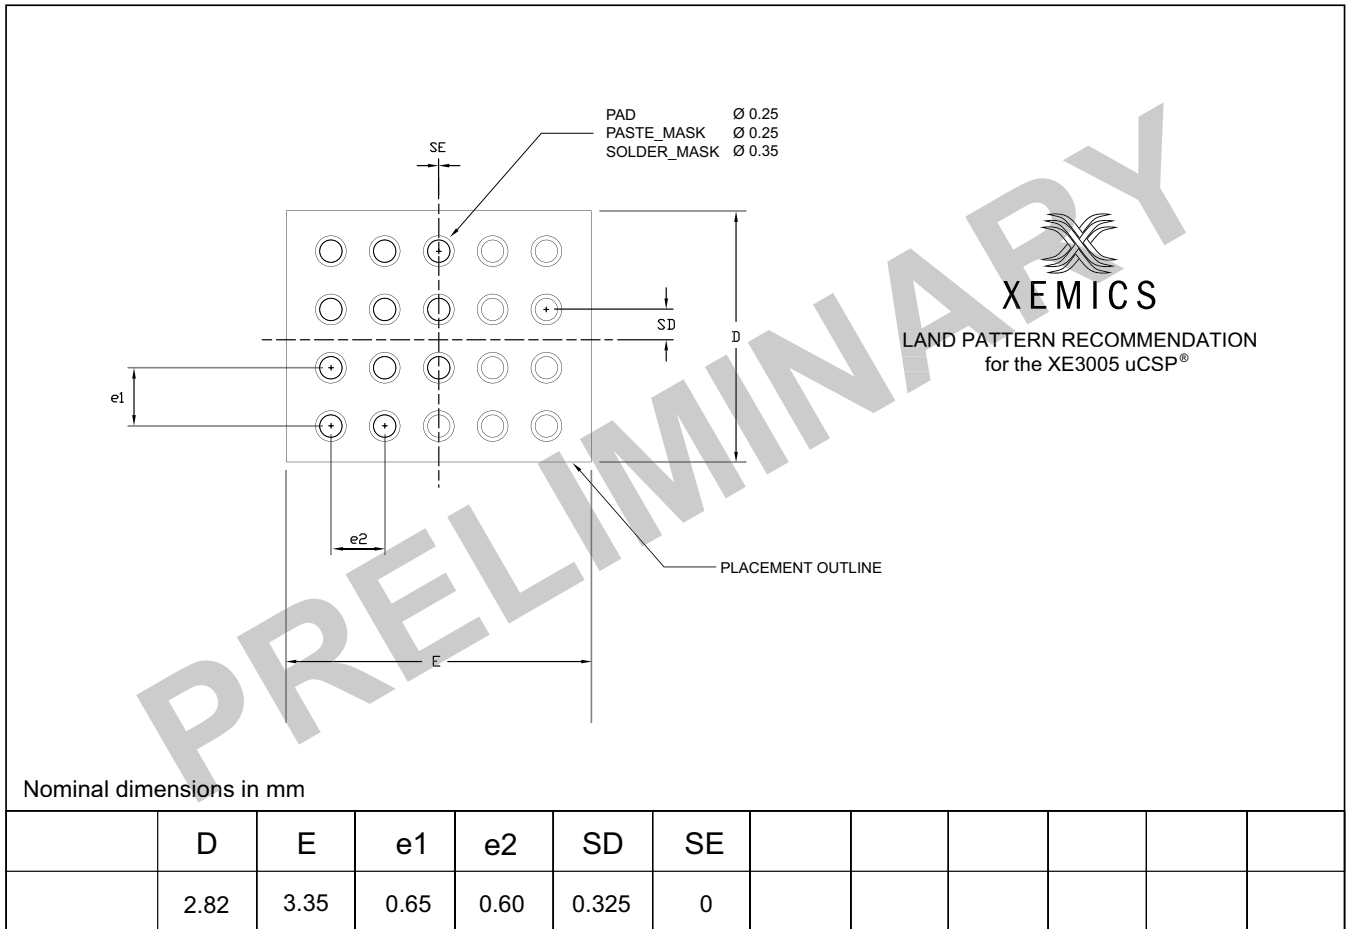 PAD Ø 0.25
PASTE_MASK Ø 0.25
SOLDER_MASK Ø 0.35
SE
SD
D
e1
e2
E
PLACEMENT OUTLINE
XEMICS
LAND PATTERN RECOMMENDATION
for the XE3005 uCSP®
PRELIMINARY
Nominal dimensions in mm
D E e1 e2 SD SE
2.82 3.35 0.65 0.60 0.325 0